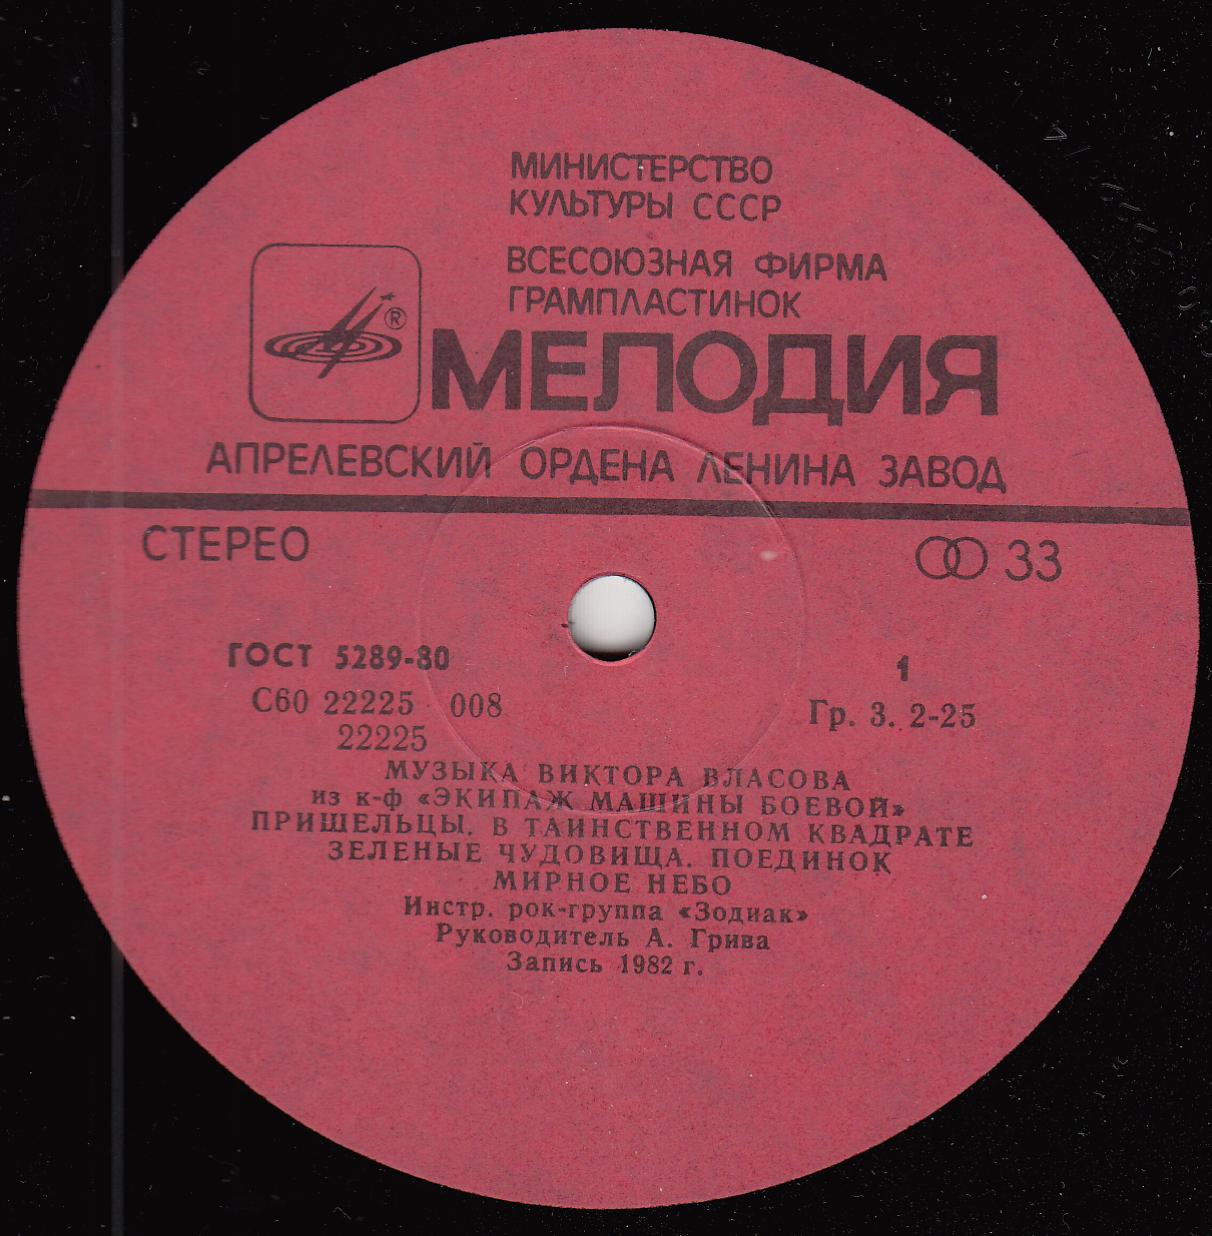 МИНИСТЕРСТВО
КУЛЬТУРЫ СССР
ВСЕСОЮЗНАЯ ФИРМА
ГРАМПЛАСТИНОК
®
МЕЛОДИЯ
АПРЕЛЕВСКИЙ ОРДЕНА ЛЕНИНА ЗАВОД
СТЕРЕО
33
ГОСТ 5289-80
1
С60 22225 008
Гр. 3. 2-25
22225
МУЗЫКА ВИКТОРА ВЛАСОВА
из к-ф «ЭКИПАЖ МАШИНЫ БОЕВОЙ»
ПРИШЕЛЬЦЫ. В ТАИНСТВЕННОМ КВАДРАТЕ
ЗЕЛЕНЫЕ ЧУДОВИЩА. ПОЕДИНОК
МИРНОЕ НЕБО
Инстр. рок-группа «Зодиак»
Руководитель А. Грива
Запись 1982 г.